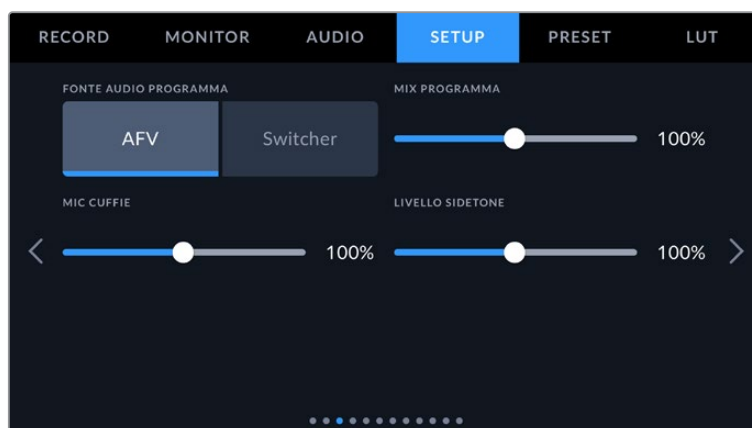 RECORD MONITOR AUDIO SETUP PRESET LUT
FONTE AUDIO PROGRAMMA MIX PROGRAMMA
AFV Switcher 100%
MIC CUFFIE LIVELLO SIDETONE
100% 100%